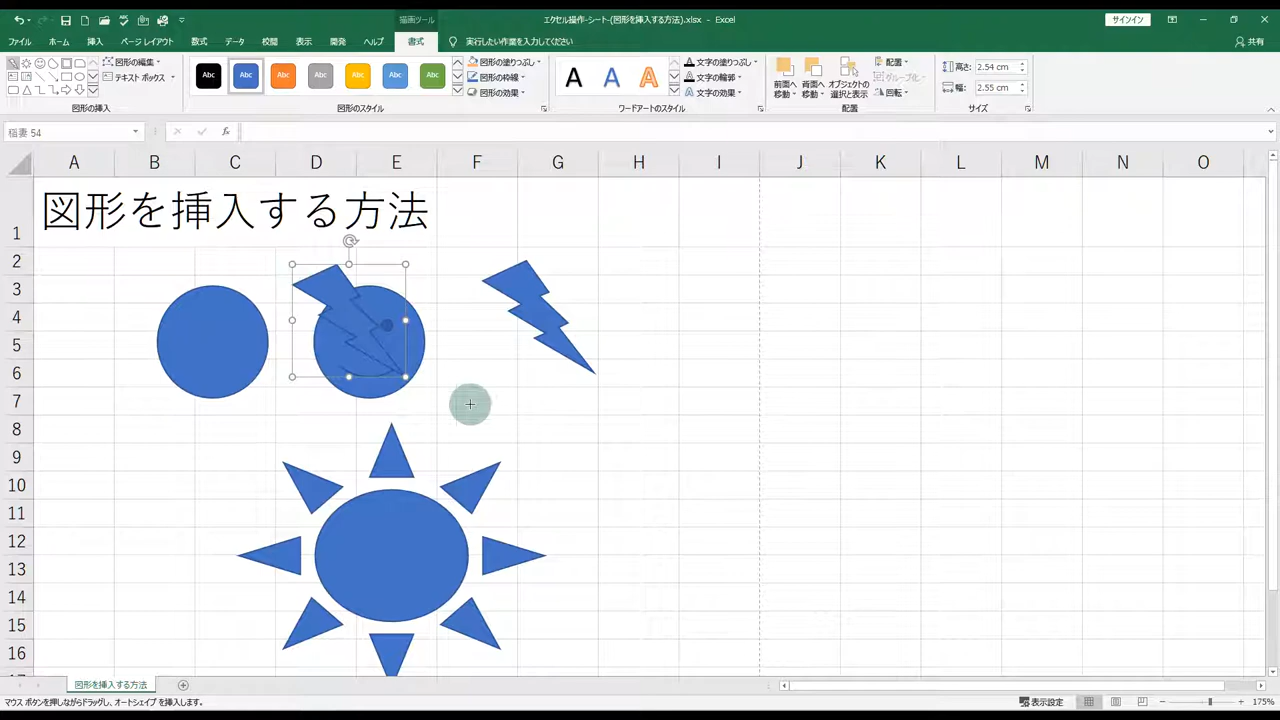 エクセル操作-シート-(図形を挿入する方法).xlsx - Excel
描画ツール
サインイン
ファイル ホーム 挿入 ページ レイアウト 数式 データ 校閲 表示 開発 ヘルプ 書式 実行したい作業を入力してください 共有
図形の編集
テキスト ボックス
図形の挿入
Abc Abc Abc Abc Abc Abc Abc
図形の塗りつぶし
図形の枠線
図形の効果
図形のスタイル
A A A
文字の塗りつぶし
文字の輪郭
文字の効果
ワードアートのスタイル
前面へ移動
背面へ移動
オブジェクトの選択と表示
配置
グループ化
回転
配置
高さ: 2.54 cm
幅: 2.55 cm
サイズ
稲妻 54
fx
A B C D E F G H I J K L M N O
1 図形を挿入する方法
2
3
4
5
6
7
8
9
10
11
12
13
14
15
16
図形を挿入する方法
マウス ボタンを押しながらドラッグし、オートシェイプ を挿入します。
表示設定
175%